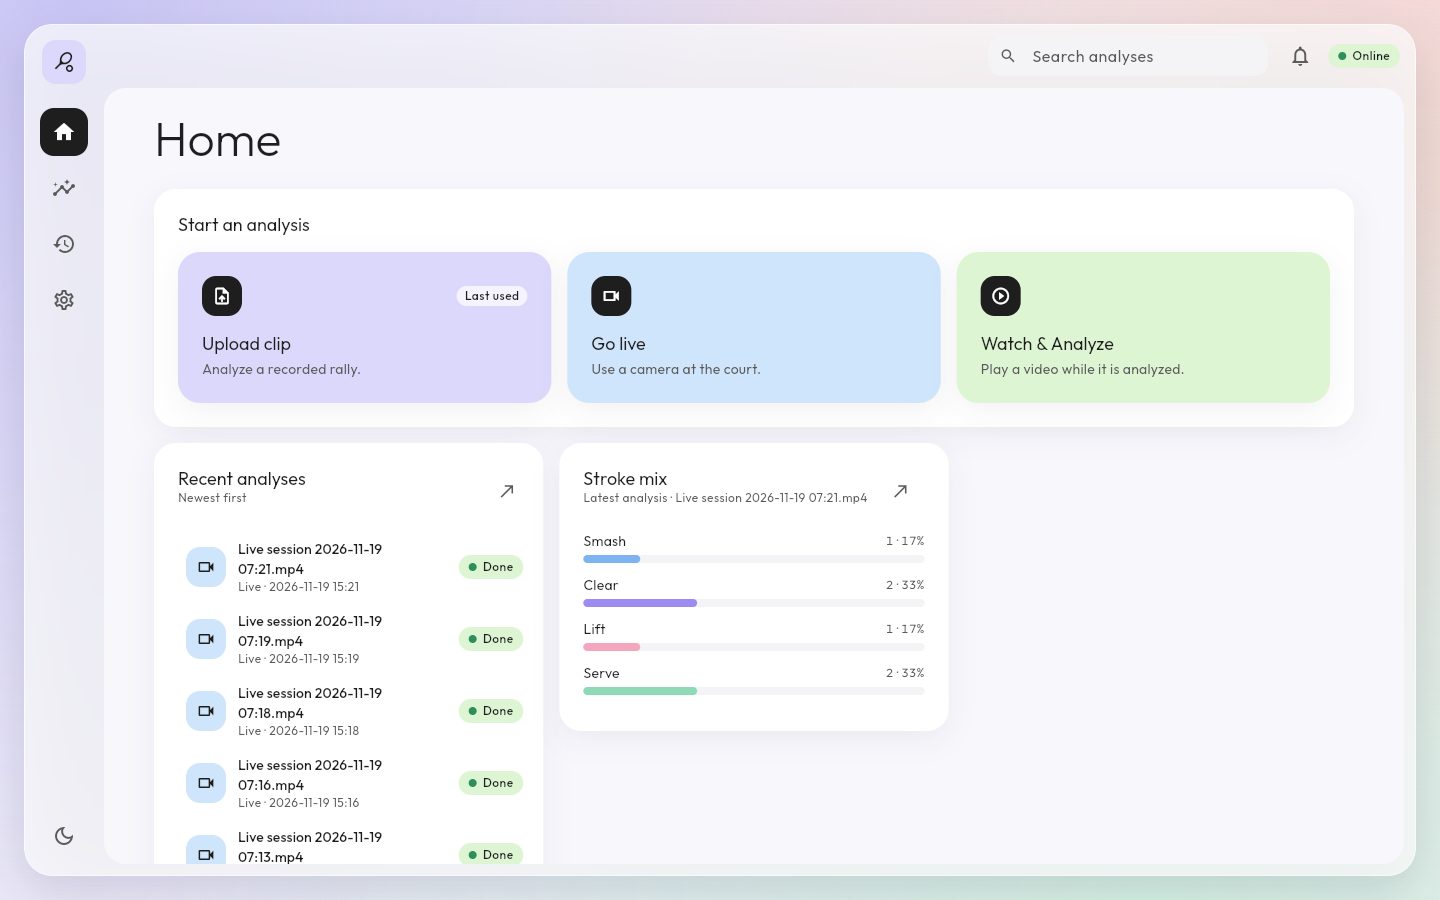 Search analyses
Online
Home
Start an analysis
Last used
Upload clip
Analyze a recorded rally.
Go live
Use a camera at the court.
Watch & Analyze
Play a video while it is analyzed.
Recent analyses
Newest first
Live session 2026-11-19
07:21.mp4
Live · 2026-11-19 15:21
Done
Live session 2026-11-19
07:19.mp4
Live · 2026-11-19 15:19
Done
Live session 2026-11-19
07:18.mp4
Live · 2026-11-19 15:18
Done
Live session 2026-11-19
07:16.mp4
Live · 2026-11-19 15:16
Done
Live session 2026-11-19
07:13.mp4
Done
Stroke mix
Latest analysis · Live session 2026-11-19 07:21.mp4
Smash
1 · 17%
Clear
2 · 33%
Lift
1 · 17%
Serve
2 · 33%